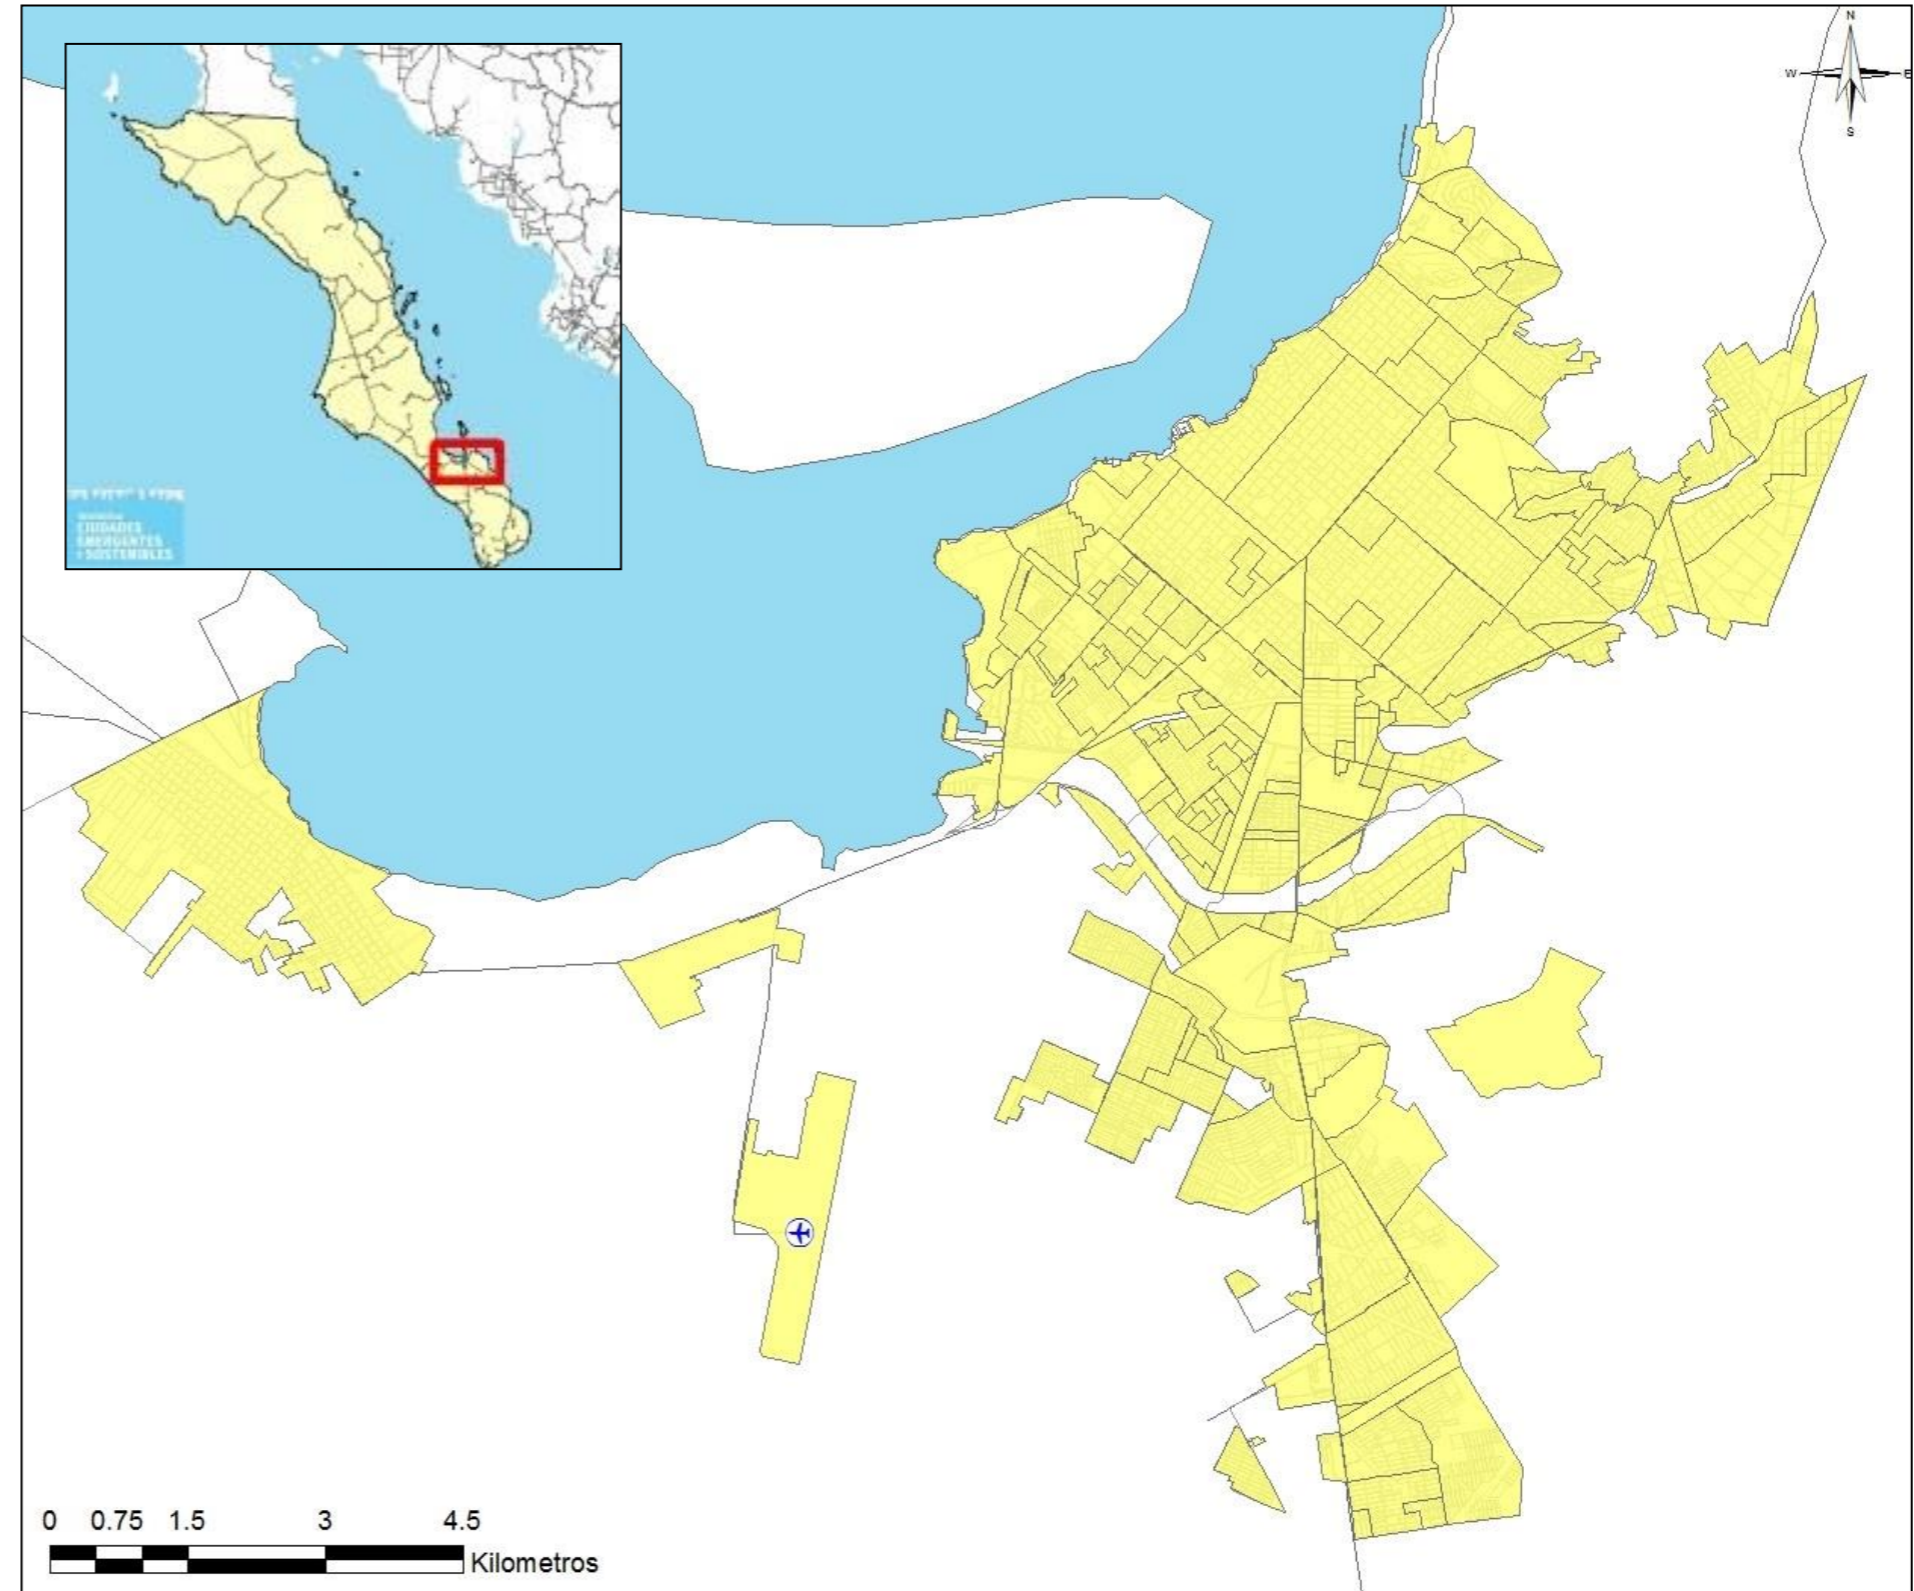 N
W E
S
CIUDADES
EMERGENTES
Y SOSTENIBLES
0 0.75 1.5 3 4.5
Kilometros